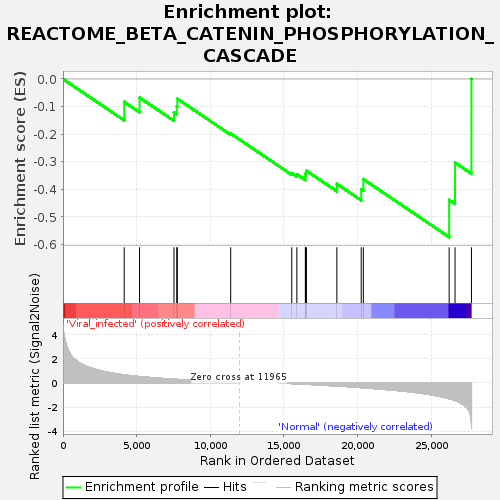 Enrichment plot:
REACTOME_BETA_CATENIN_PHOSPHORYLATION_
CASCADE
Enrichment score (ES)
0.0
-0.1
-0.2
-0.3
-0.4
-0.5
-0.6
'Viral_infected' (positively correlated)
Ranked list metric (Signal2Noise)
4
2
0
-2
-4
Zero cross at 11965
'Normal' (negatively correlated)
0
5,000
10,000
15,000
20,000
25,000
Rank in Ordered Dataset
Enrichment profile
Hits
Ranking metric scores